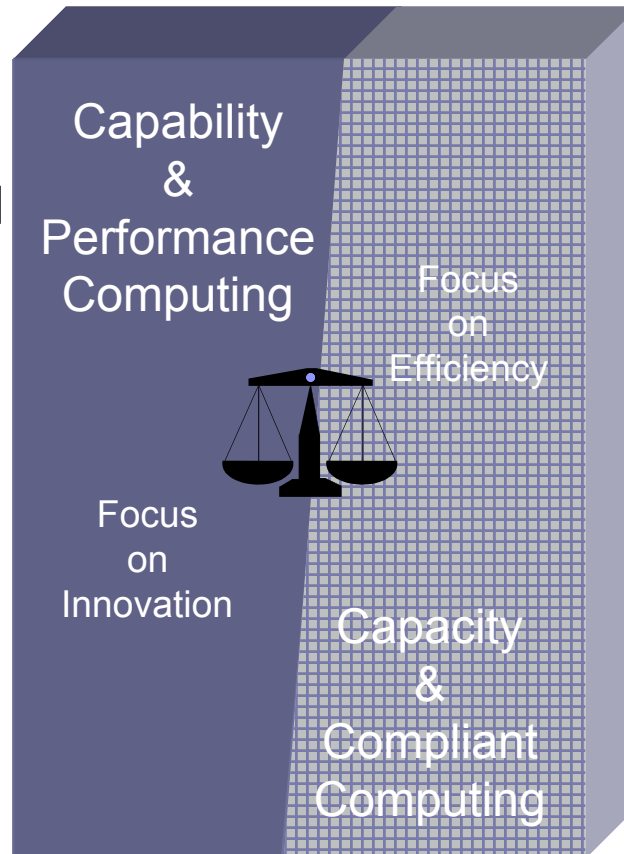 Capability
&
Performance
Computing
Focus
on
Innovation
Focus
on
Efficiency
Capacity
&
Compliant
Computing